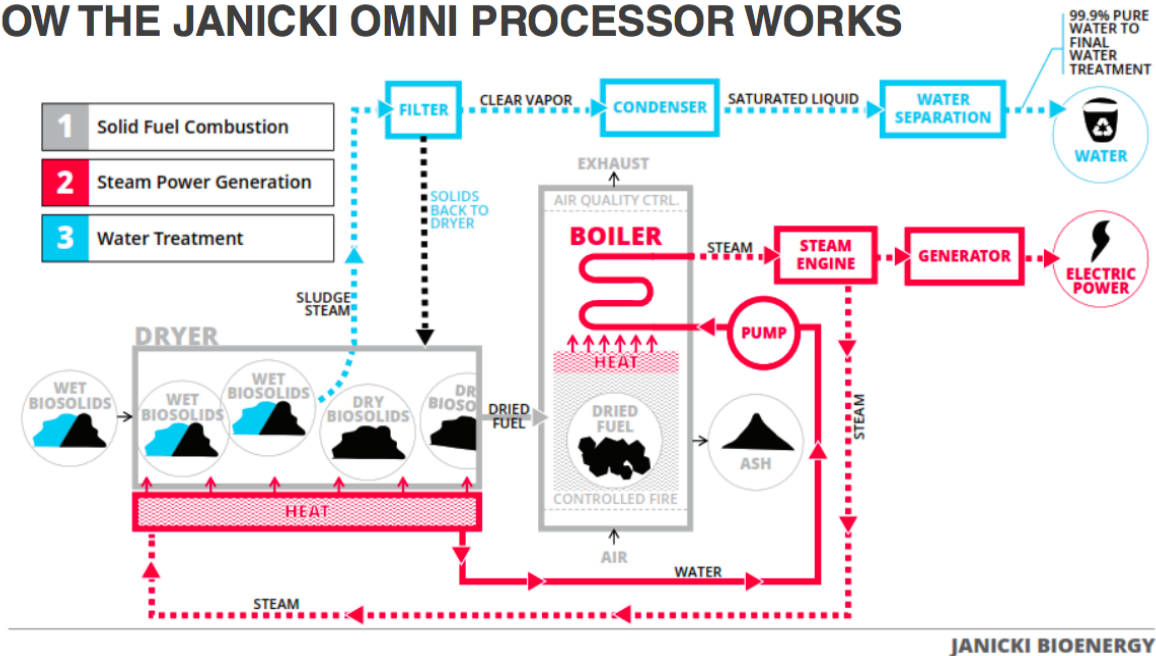 OW THE JANICKI OMNI PROCESSOR WORKS
99.9% PURE
WATER TO
FINAL
WATER
TREATMENT
1 Solid Fuel Combustion
2 Steam Power Generation
3 Water Treatment
FILTER
CLEAR VAPOR
CONDENSER
SATURATED LIQUID
WATER
SEPARATION
WATER
SOLIDS
BACK TO
DRYER
EXHAUST
AIR QUALITY CTRL.
BOILER
STEAM
STEAM
ENGINE
GENERATOR
ELECTRIC
POWER
SLUDGE
STEAM
PUMP
HEAT
DRYER
WET
BIOSOLIDS
WET
BIOSOLIDS
WET
BIOSOLIDS
DRY
BIOSOLIDS
DR
BIOSO
DRIED
FUEL
DRIED
FUEL
CONTROLLED FIRE
ASH
STEAM
HEAT
AIR
WATER
STEAM
JANICKI BIOENERGY